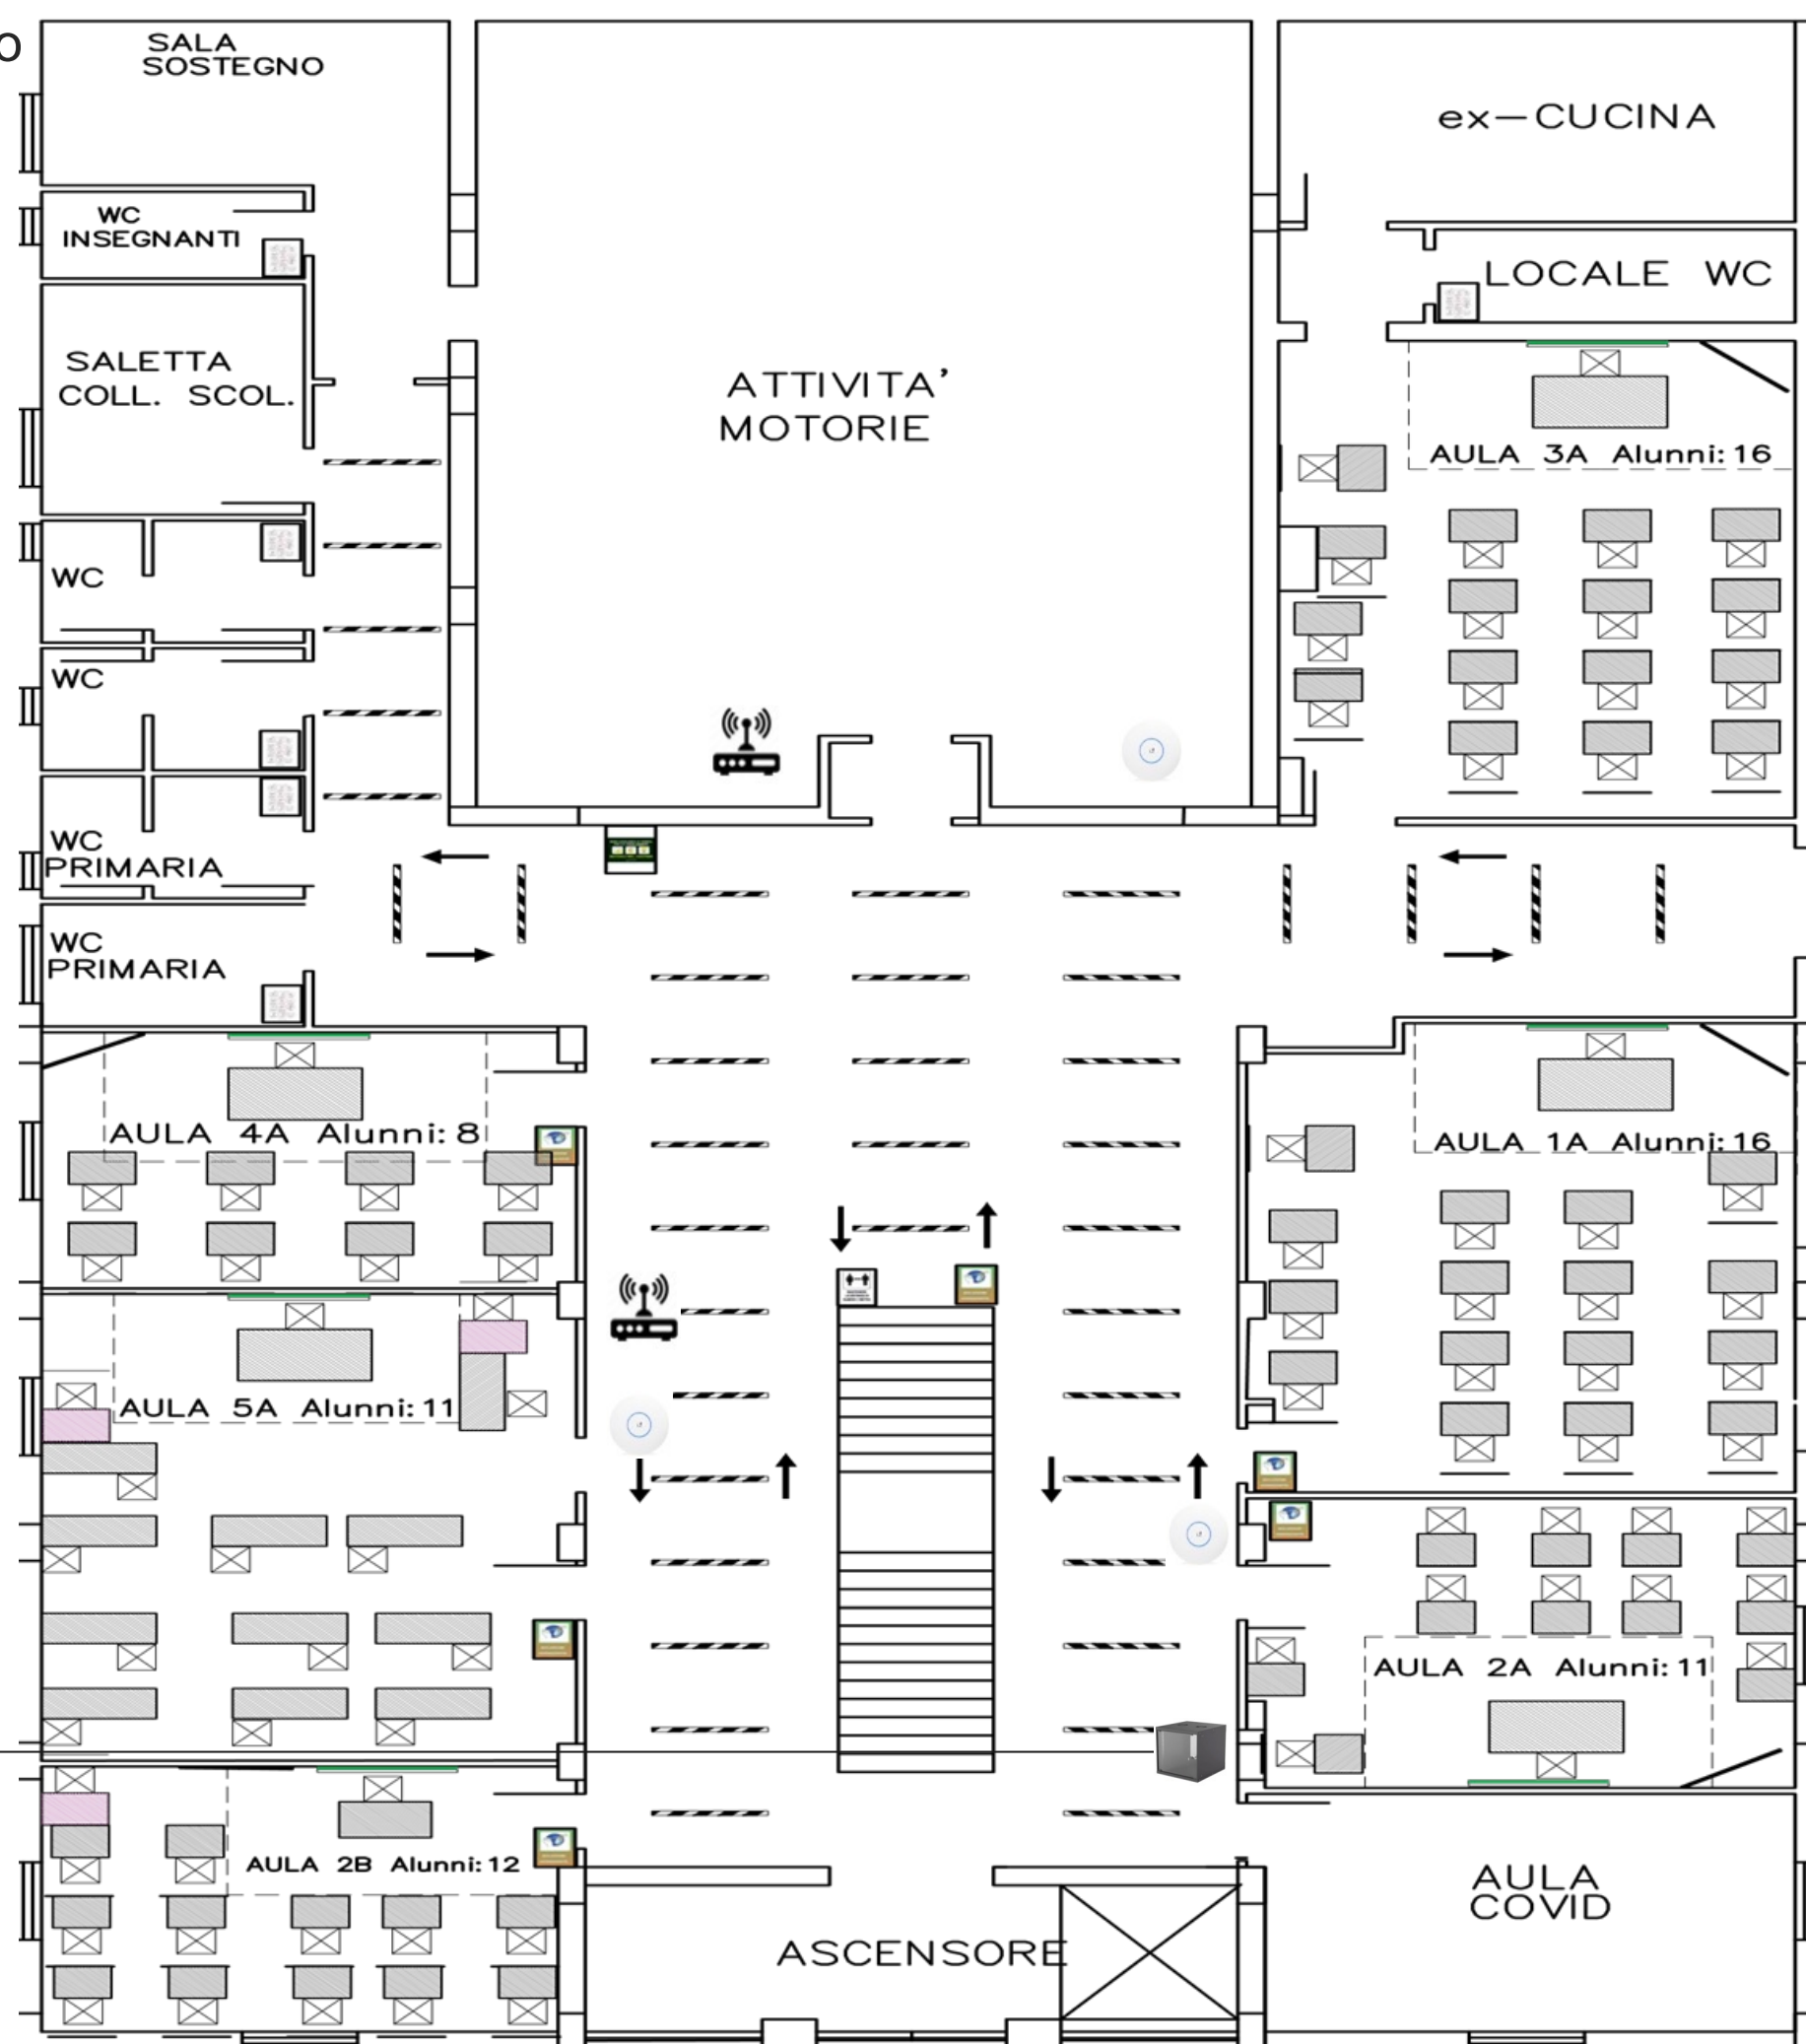 o
SALA
SOSTEGNO
ex-CUCINA
WC
INSEGNANTI
LOCALE WC
SALETTA
COLL. SCOL.
ATTIVITA'
MOTORIE
AULA 3A Alunni: 16
WC
WC
WC
PRIMARIA
WC
PRIMARIA
AULA 4A Alunni: 8
AULA 1A Alunni: 16
AULA 5A Alunni: 11
AULA 2A Alunni: 11
AULA 2B Alunni: 12
AULA
COVID
ASCENSORE